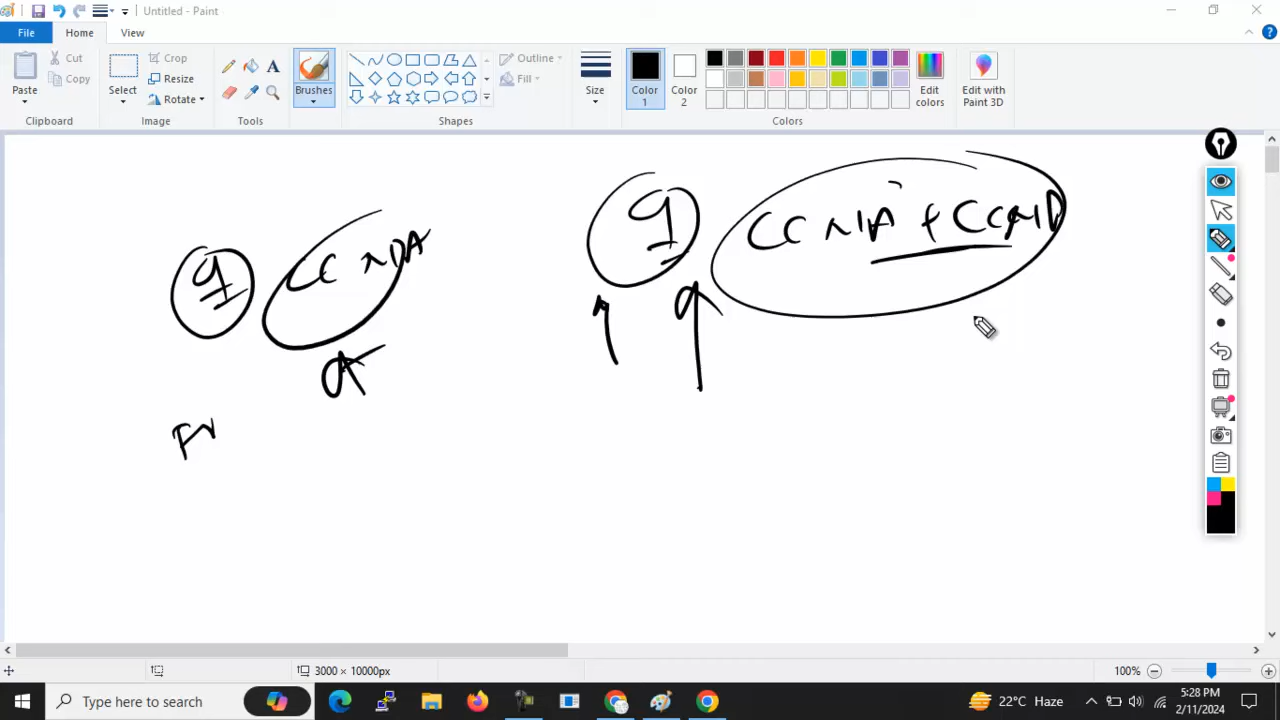 Untitled - Paint
File
Home
View
Paste
Cut
Copy
Clipboard
Select
Crop
Resize
Rotate
Image
Tools
Brushes
Outline
Fill
Shapes
Size
Color 1
Color 2
Edit colors
Edit with Paint 3D
Colors
CCNA + CCNP
CCNA
Fr
3000 × 10000px
100%
Type here to search
22°C Haze
5:28 PM
2/11/2024